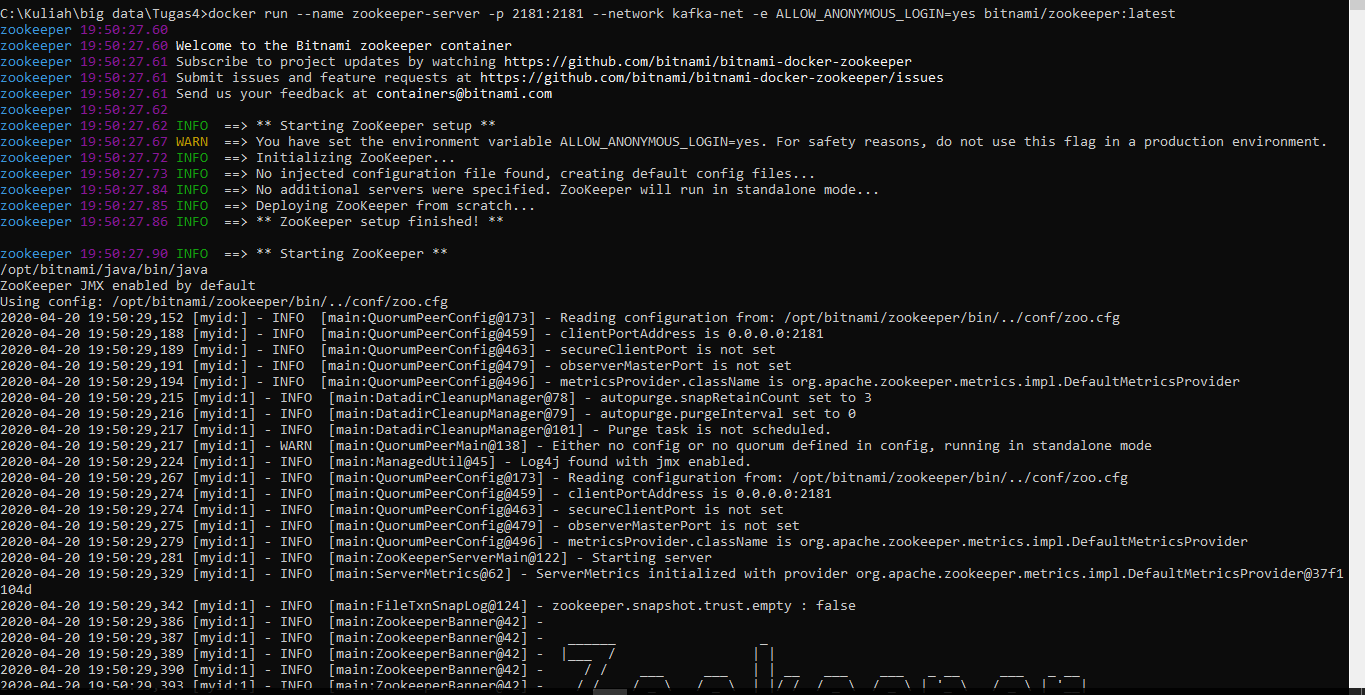 C:\Kuliah\big data\Tugas4>docker run --name zookeeper-server -p 2181:2181 --network kafka-net -e ALLOW_ANONYMOUS_LOGIN=yes bitnami/zookeeper:latest
zookeeper 19:50:27.60
zookeeper 19:50:27.60 Welcome to the Bitnami zookeeper container
zookeeper 19:50:27.61 Subscribe to project updates by watching https://github.com/bitnami/bitnami-docker-zookeeper
zookeeper 19:50:27.61 Submit issues and feature requests at https://github.com/bitnami/bitnami-docker-zookeeper/issues
zookeeper 19:50:27.61 Send us your feedback at containers@bitnami.com
zookeeper 19:50:27.62
zookeeper 19:50:27.62 INFO  ==> ** Starting ZooKeeper setup **
zookeeper 19:50:27.67 WARN  ==> You have set the environment variable ALLOW_ANONYMOUS_LOGIN=yes. For safety reasons, do not use this flag in a production environment.
zookeeper 19:50:27.72 INFO  ==> Initializing ZooKeeper...
zookeeper 19:50:27.73 INFO  ==> No injected configuration file found, creating default config files...
zookeeper 19:50:27.84 INFO  ==> No additional servers were specified. ZooKeeper will run in standalone mode...
zookeeper 19:50:27.85 INFO  ==> Deploying ZooKeeper from scratch...
zookeeper 19:50:27.86 INFO  ==> ** ZooKeeper setup finished! **
zookeeper 19:50:27.90 INFO  ==> ** Starting ZooKeeper **
/opt/bitnami/java/bin/java
ZooKeeper JMX enabled by default
Using config: /opt/bitnami/zookeeper/bin/../conf/zoo.cfg
2020-04-20 19:50:29,152 [myid:] - INFO  [main:QuorumPeerConfig@173] - Reading configuration from: /opt/bitnami/zookeeper/bin/../conf/zoo.cfg
2020-04-20 19:50:29,188 [myid:] - INFO  [main:QuorumPeerConfig@459] - clientPortAddress is 0.0.0.0:2181
2020-04-20 19:50:29,189 [myid:] - INFO  [main:QuorumPeerConfig@463] - secureClientPort is not set
2020-04-20 19:50:29,191 [myid:] - INFO  [main:QuorumPeerConfig@479] - observerMasterPort is not set
2020-04-20 19:50:29,194 [myid:] - INFO  [main:QuorumPeerConfig@496] - metricsProvider.className is org.apache.zookeeper.metrics.impl.DefaultMetricsProvider
2020-04-20 19:50:29,215 [myid:1] - INFO  [main:DatadirCleanupManager@78] - autopurge.snapRetainCount set to 3
2020-04-20 19:50:29,216 [myid:1] - INFO  [main:DatadirCleanupManager@79] - autopurge.purgeInterval set to 0
2020-04-20 19:50:29,217 [myid:1] - INFO  [main:DatadirCleanupManager@101] - Purge task is not scheduled.
2020-04-20 19:50:29,217 [myid:1] - WARN  [main:QuorumPeerMain@138] - Either no config or no quorum defined in config, running in standalone mode
2020-04-20 19:50:29,224 [myid:1] - INFO  [main:ManagedUtil@45] - Log4j found with jmx enabled.
2020-04-20 19:50:29,267 [myid:1] - INFO  [main:QuorumPeerConfig@173] - Reading configuration from: /opt/bitnami/zookeeper/bin/../conf/zoo.cfg
2020-04-20 19:50:29,274 [myid:1] - INFO  [main:QuorumPeerConfig@459] - clientPortAddress is 0.0.0.0:2181
2020-04-20 19:50:29,274 [myid:1] - INFO  [main:QuorumPeerConfig@463] - secureClientPort is not set
2020-04-20 19:50:29,275 [myid:1] - INFO  [main:QuorumPeerConfig@479] - observerMasterPort is not set
2020-04-20 19:50:29,279 [myid:1] - INFO  [main:QuorumPeerConfig@496] - metricsProvider.className is org.apache.zookeeper.metrics.impl.DefaultMetricsProvider
2020-04-20 19:50:29,281 [myid:1] - INFO  [main:ZooKeeperServerMain@122] - Starting server
2020-04-20 19:50:29,329 [myid:1] - INFO  [main:ServerMetrics@62] - ServerMetrics initialized with provider org.apache.zookeeper.metrics.impl.DefaultMetricsProvider@37f1
104d
2020-04-20 19:50:29,342 [myid:1] - INFO  [main:FileTxnSnapLog@124] - zookeeper.snapshot.trust.empty : false
2020-04-20 19:50:29,386 [myid:1] - INFO  [main:ZookeeperBanner@42] -
2020-04-20 19:50:29,387 [myid:1] - INFO  [main:ZookeeperBanner@42] -   ______                  _
2020-04-20 19:50:29,389 [myid:1] - INFO  [main:ZookeeperBanner@42] -  |___  /                 | |
2020-04-20 19:50:29,390 [myid:1] - INFO  [main:ZookeeperBanner@42] -     / /    ___     ___   | | __   ___    ___   _ __     ___   _ __
2020-04-20 19:50:29,393 [myid:1] - INFO  [main:ZookeeperBanner@42] -    / /    / _ \   / _ \  | |/ /  / _ \  / _ \ | '_ \   / _ \ | '__|